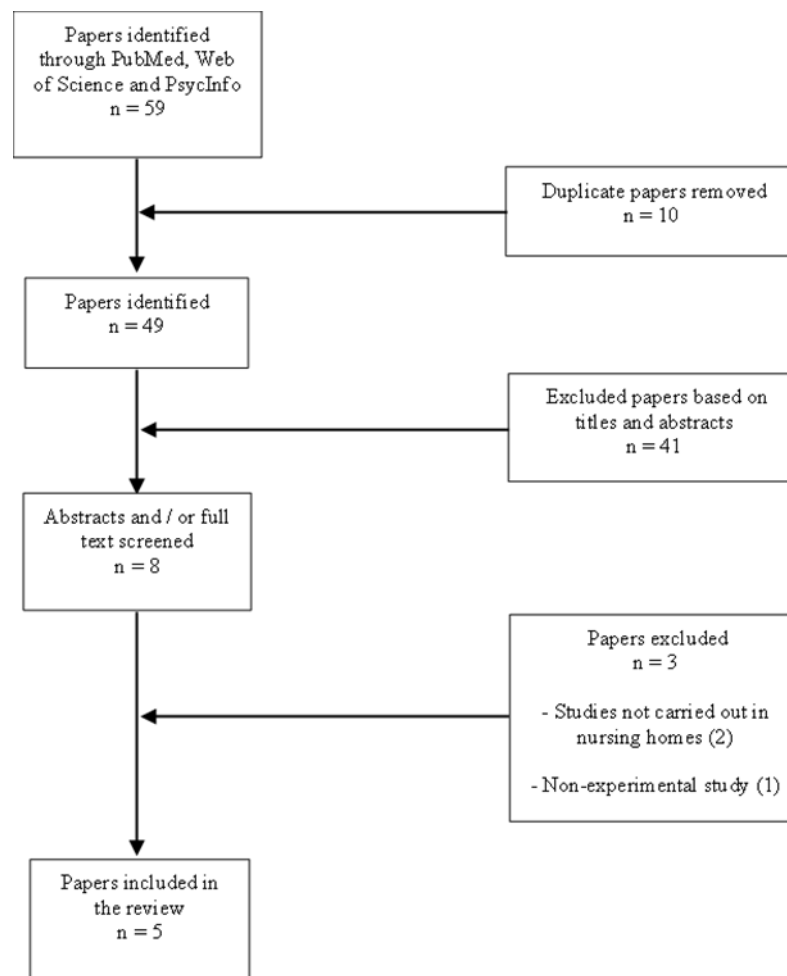 Papers identified
through PubMed, Web
of Science and PsycInfo
n = 59
Duplicate papers removed
n = 10
Papers identified
n = 49
Excluded papers based on
titles and abstracts
n = 41
Abstracts and / or full
text screened
n = 8
Papers excluded
n = 3
- Studies not carried out in
nursing homes (2)
- Non-experimental study (1)
Papers included in
the review
n = 5